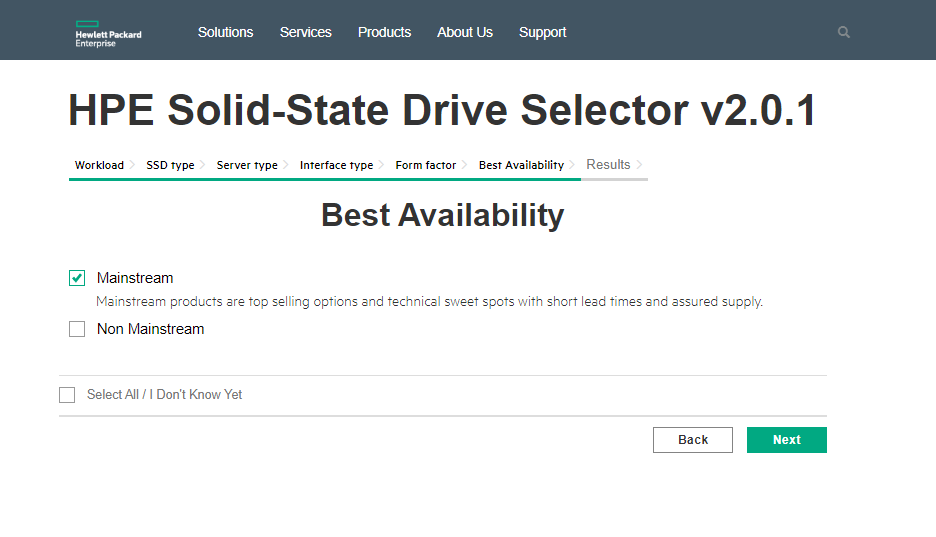 Hewlett Packard
Enterprise
Solutions Services Products About Us Support
HPE Solid-State Drive Selector v2.0.1
Workload SSD type Server type Interface type Form factor Best Availability Results
Best Availability
Mainstream
Mainstream products are top selling options and technical sweet spots with short lead times and assured supply.
Non Mainstream
Select All / I Don't Know Yet
Back Next